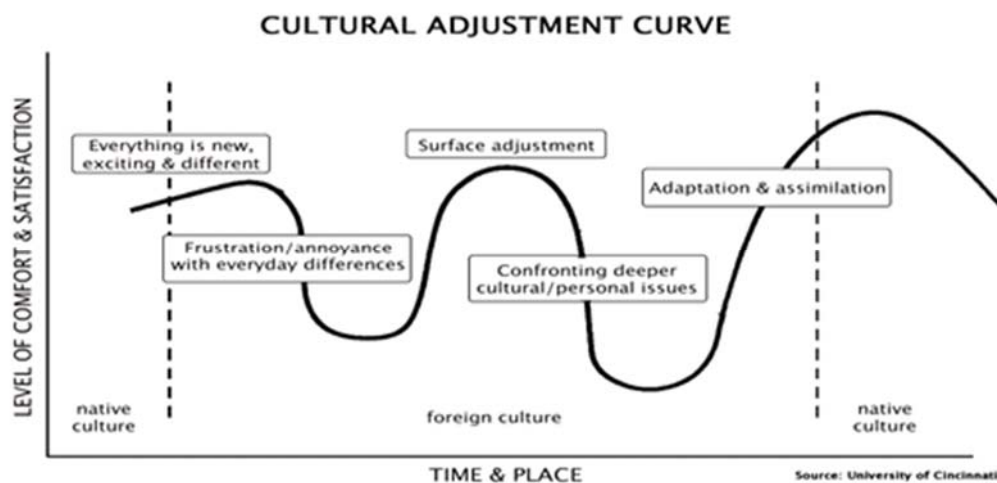 CULTURAL ADJUSTMENT CURVE
LEVEL OF COMFORT & SATISFACTION
Everything is new,
exciting & different
Surface adjustment
Adaptation & assimilation
Frustration/annoyance
with everyday differences
Confronting deeper
cultural/personal issues
native
culture
foreign culture
native
culture
TIME & PLACE
Source: University of Cincinnati